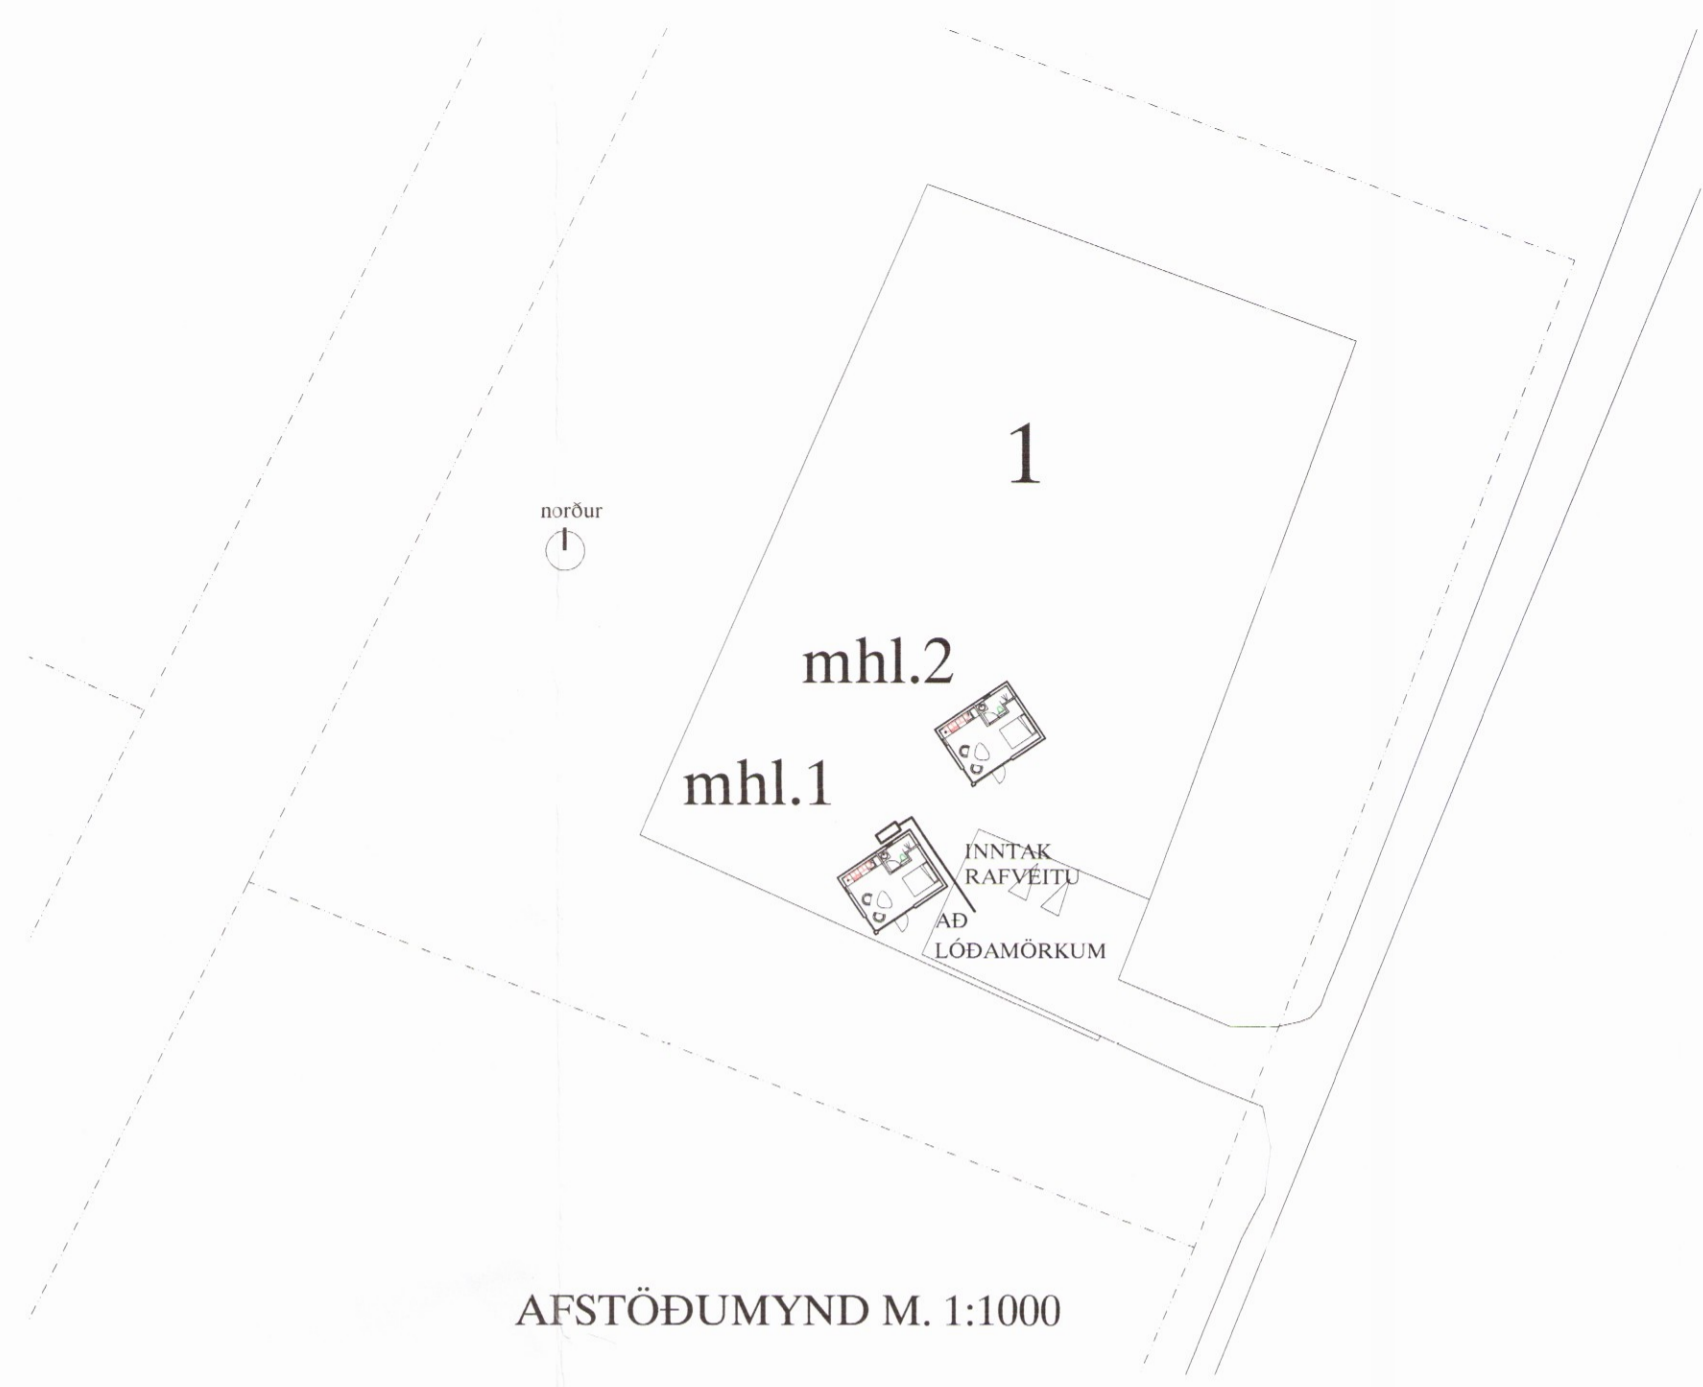 1
norður
mhl.2
mhl.1
INNTAK
RAFVEITU
AÐ
LÓÐAMÖRKUM
AFSTÖÐUMYND M. 1:1000